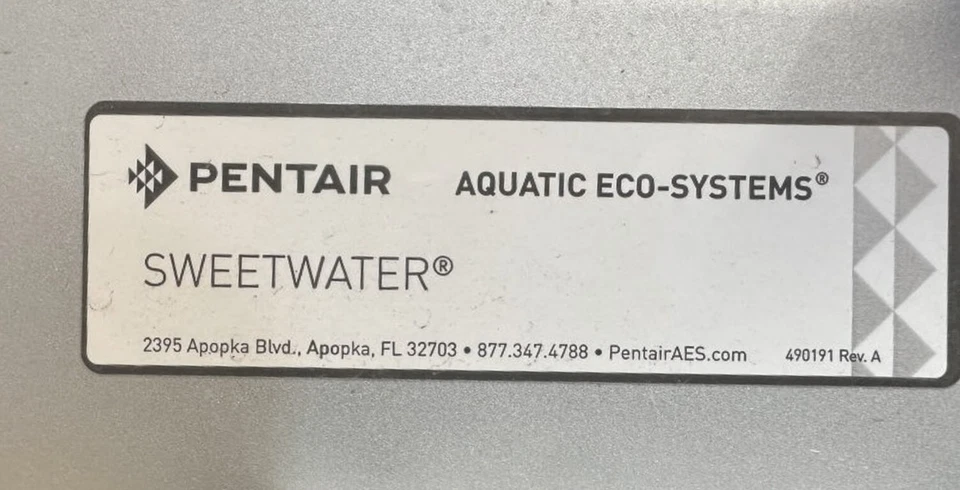 PENTAIR AQUATIC ECO-SYSTEMS®
SWEETWATER®
2395 Apopka Blvd., Apopka, FL 32703 • 877.347.4788 • PentairAES.com 490191 Rev. A